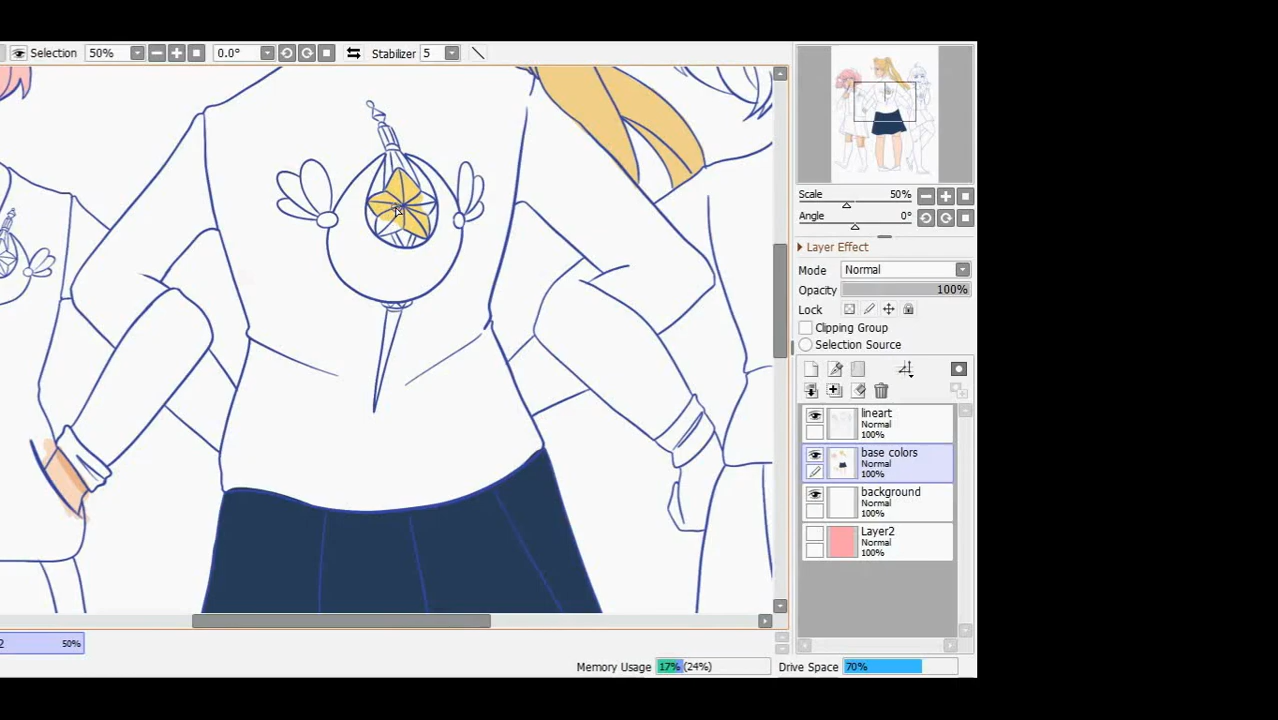 Selection 50% 0.0° Stabilizer 5
Scale 50%
Angle 0°
Layer Effect
Mode Normal
Opacity 100%
Lock
Clipping Group
Selection Source
lineart
Normal
100%
base colors
Normal
100%
background
Normal
100%
Layer2
Normal
100%
2 50%
Memory Usage 17% (24%) Drive Space 70%